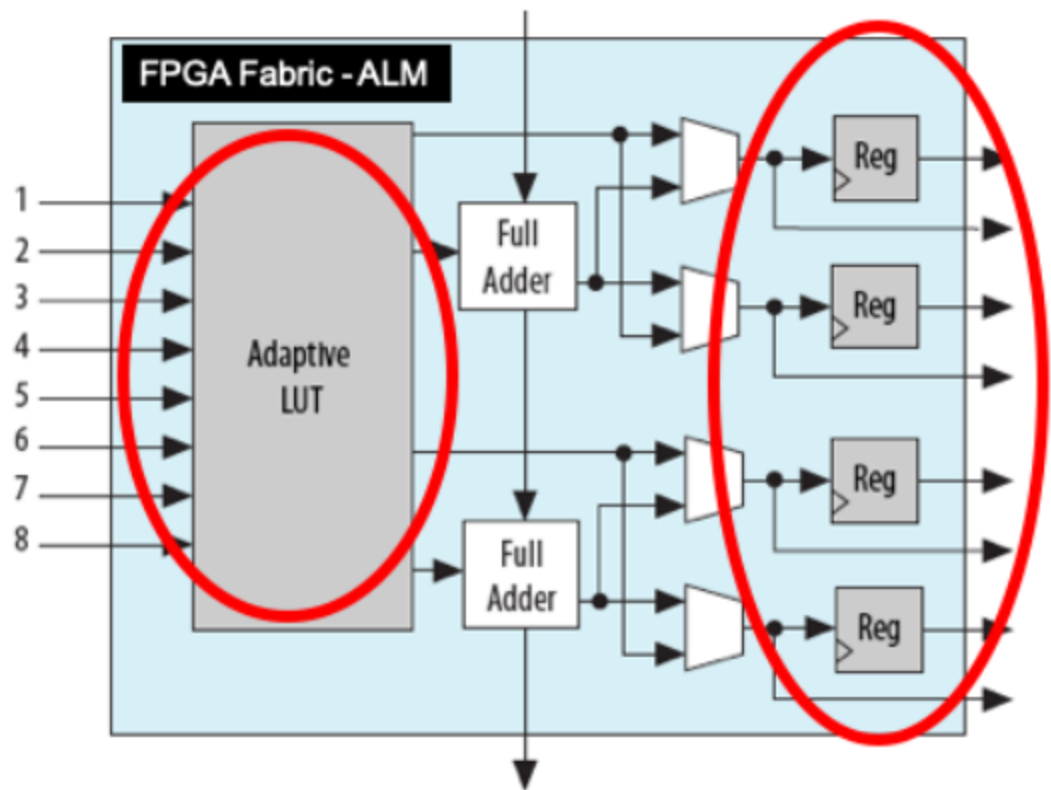 FPGA Fabric - ALM
1
2
3
4
5
6
7
8
Adaptive
LUT
Full
Adder
Full
Adder
Reg
Reg
Reg
Reg